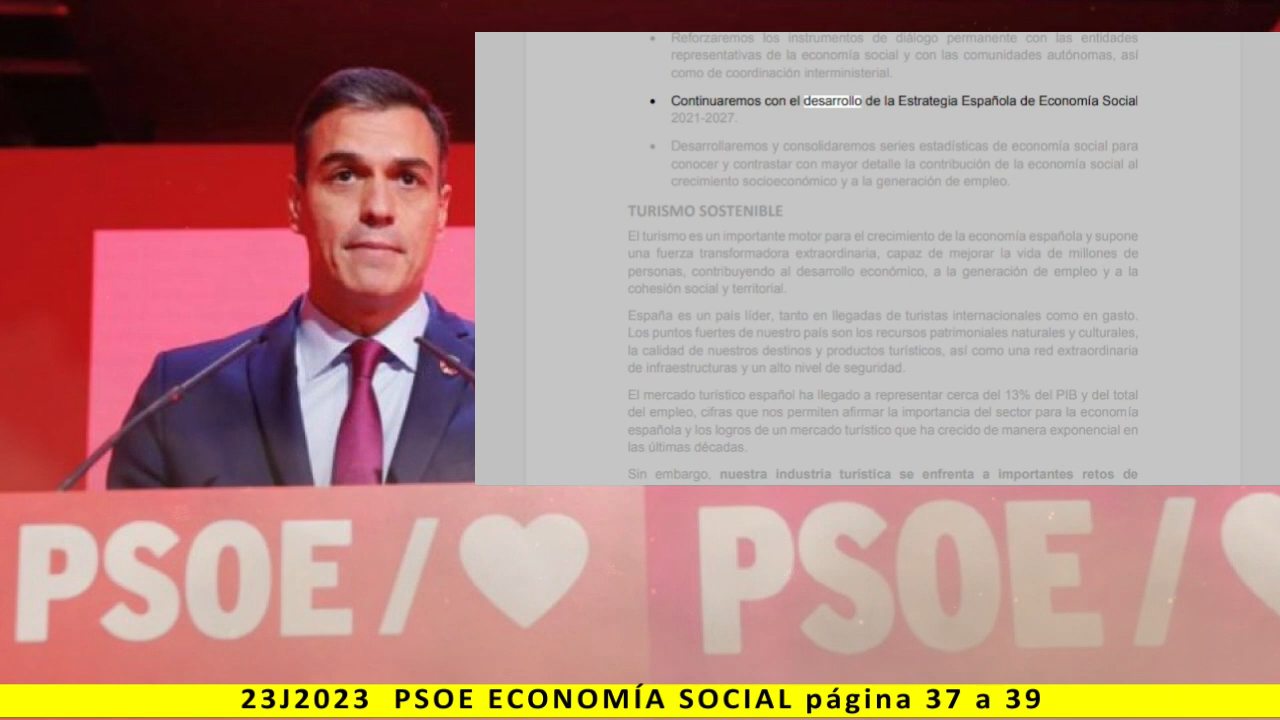 Reforzaremos los instrumentos de diálogo permanente con las entidades
representativas de la economía social y con las comunidades autónomas, así
como de coordinación interministerial.
Continuaremos con el desarrollo de la Estrategia Española de Economía Social
2021-2027.
Desarrollaremos y consolidaremos series estadísticas de economía social para
conocer y contrastar con mayor detalle la contribución de la economía social al
crecimiento socioeconómico y a la generación de empleo.
TURISMO SOSTENIBLE
El turismo es un importante motor para el crecimiento de la economía española y supone
una fuerza transformadora extraordinaria, capaz de mejorar la vida de millones de
personas, contribuyendo al desarrollo económico, a la generación de empleo y a la
cohesión social y territorial.
España es un país líder, tanto en llegadas de turistas internacionales como en gasto.
Los puntos fuertes de nuestro país son los recursos patrimoniales naturales y culturales,
la calidad de nuestros destinos y productos turísticos, así como una red extraordinaria
de infraestructuras y un alto nivel de seguridad.
El mercado turístico español ha llegado a representar cerca del 13% del PIB y del total
del empleo, cifras que nos permiten afirmar la importancia del sector para la economía
española y los logros de un mercado turístico que ha crecido de manera exponencial en
las últimas décadas.
Sin embargo, nuestra industria turística se enfrenta a importantes retos de
PSOE /
PSOE /
23J2023 PSOE ECONOMÍA SOCIAL página 37 a 39